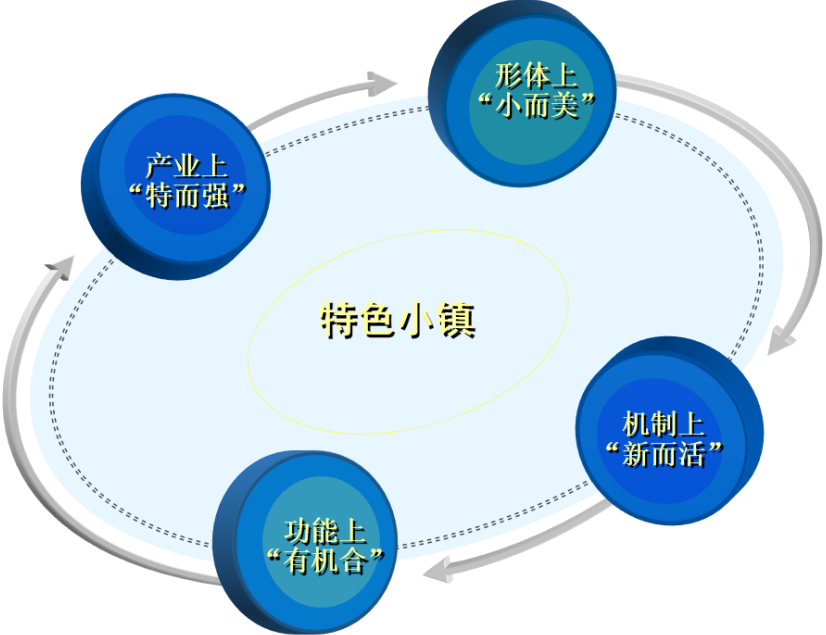 形体上
“小而美”
产业上
“特而强”
特色小镇
机制上
“新而活”
功能上
“有机合”